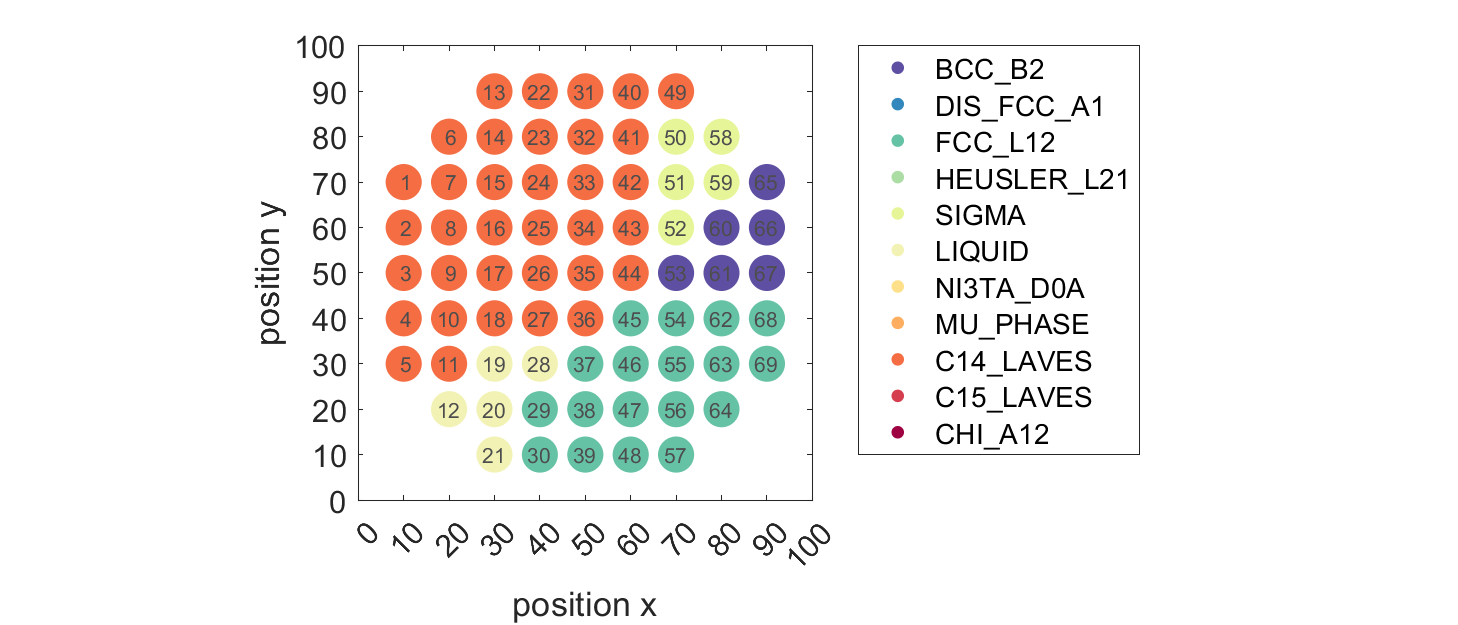 100
90
80
70
60
50
40
30
20
10
0
position y
13 22 31 40 49
6 14 23 32 41 50 58
1 7 15 24 33 42 51 59 65
2 8 16 25 34 43 52 60 66
3 9 17 26 35 44 53 61 67
4 10 18 27 36 45 54 62 68
5 11 19 28 37 46 55 63 69
12 20 29 38 47 56 64
21 30 39 48 57
0 10 20 30 40 50 60 70 80 90 100
position x
BCC_B2
DIS_FCC_A1
FCC_L12
HEUSLER_L21
SIGMA
LIQUID
NI3TA_D0A
MU_PHASE
C14_LAVES
C15_LAVES
CHI_A12